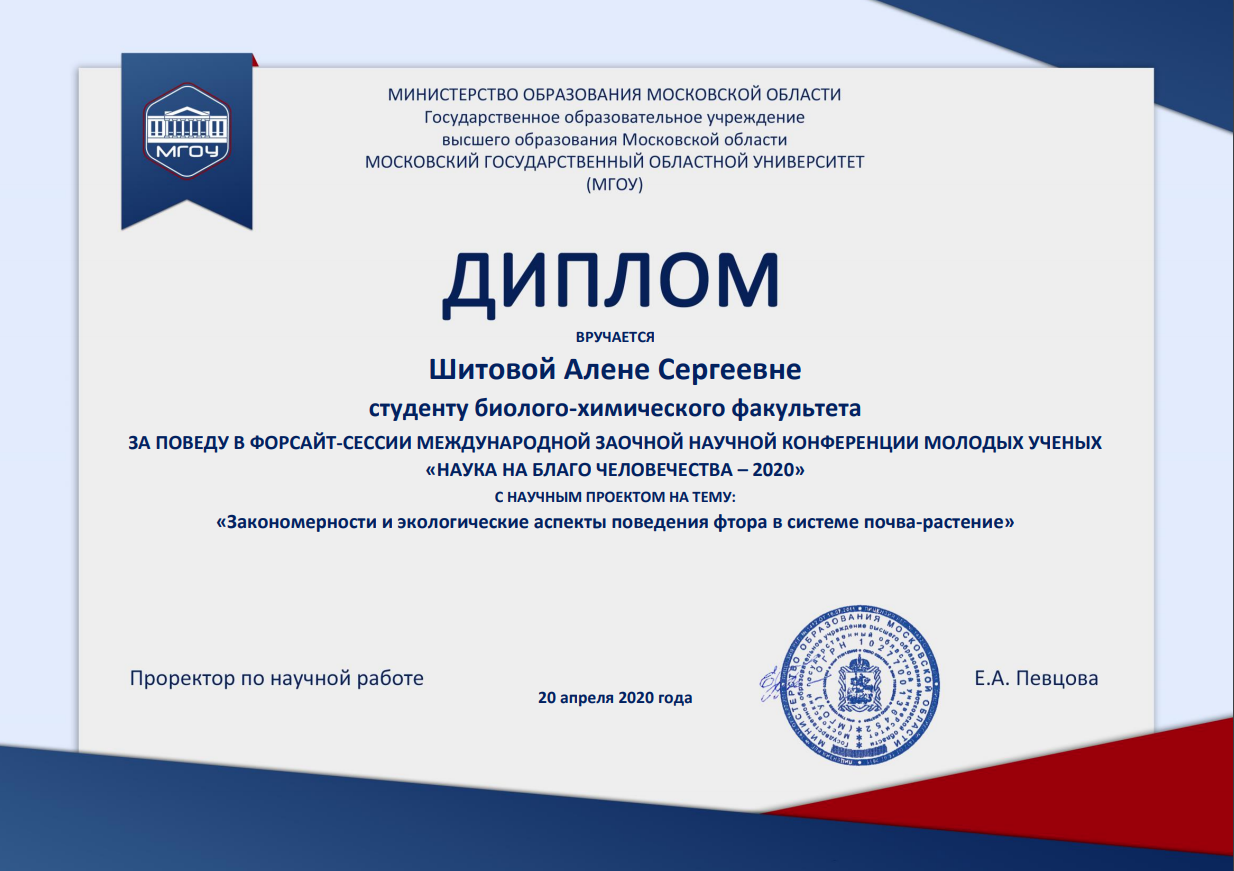 МГОУ
МИНИСТЕРСТВО ОБРАЗОВАНИЯ МОСКОВСКОЙ ОБЛАСТИ
Государственное образовательное учреждение
высшего образования Московской области
МОСКОВСКИЙ ГОСУДАРСТВЕННЫЙ ОБЛАСТНОЙ УНИВЕРСИТЕТ
(МГОУ)
ДИПЛОМ
ВРУЧАЕТСЯ
Шитовой Алене Сергеевне
студенту биолого-химического факультета
ЗА ПОВЕДУ В ФОРСАЙТ-СЕССИИ МЕЖДУНАРОДНОЙ ЗАОЧНОЙ НАУЧНОЙ КОНФЕРЕНЦИИ МОЛОДЫХ УЧЕНЫХ
«НАУКА НА БЛАГО ЧЕЛОВЕЧЕСТВА – 2020»
С НАУЧНЫМ ПРОЕКТОМ НА ТЕМУ:
«Закономерности и экологические аспекты поведения фтора в системе почва-растение»
МИНИСТЕРСТВО ОБРАЗОВАНИЯ МОСКОВСКОЙ ОБЛАСТИ
Проректор по научной работе
Е.А. Певцова
20 апреля 2020 года